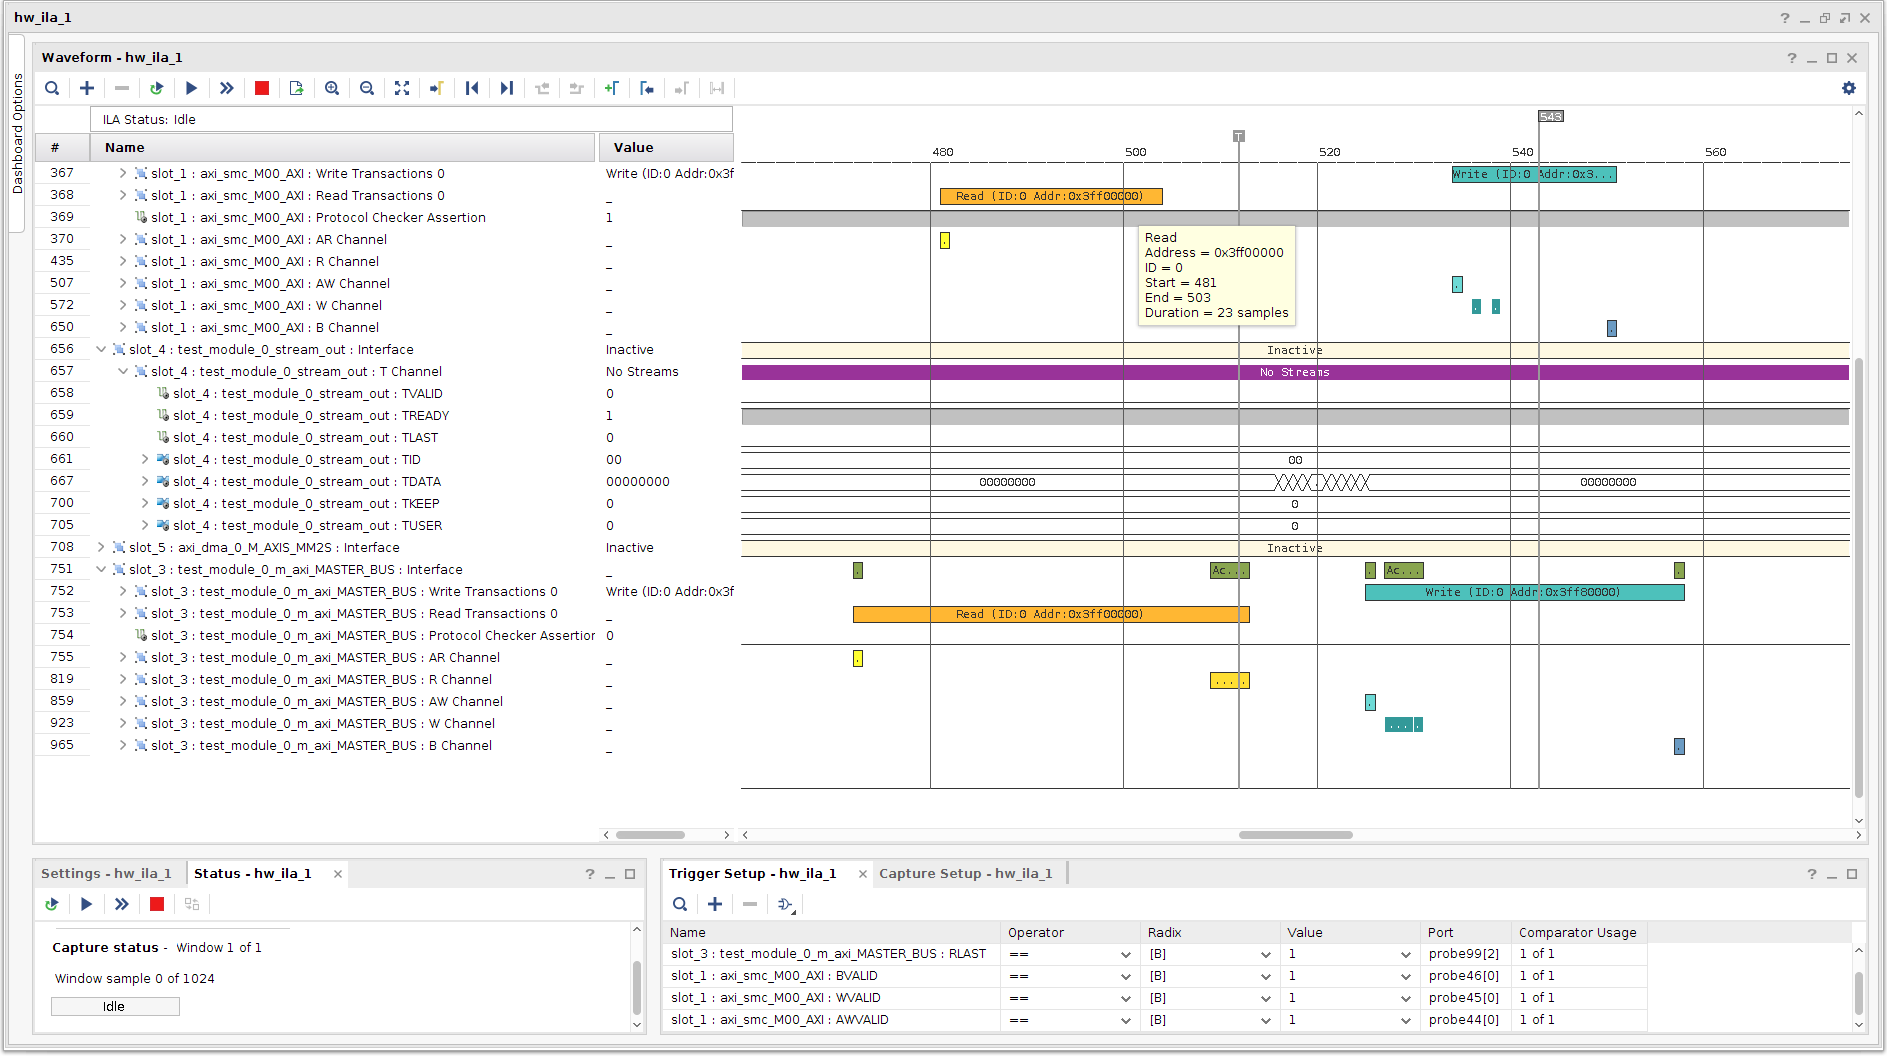 hw_ila_1
Dashboard Options
Waveform - hw_ila_1
ILA Status: Idle
543
T
# Name Value
480 500 520 540 560
367 slot_1 : axi_smc_M00_AXI : Write Transactions 0 Write (ID:0 Addr:0x3f Write (ID:0 Addr:0x3...
368 slot_1 : axi_smc_M00_AXI : Read Transactions 0 _ Read (ID:0 Addr:0x3ff00000)
369 slot_1 : axi_smc_M00_AXI : Protocol Checker Assertion 1
370 slot_1 : axi_smc_M00_AXI : AR Channel _
435 slot_1 : axi_smc_M00_AXI : R Channel _
507 slot_1 : axi_smc_M00_AXI : AW Channel _
572 slot_1 : axi_smc_M00_AXI : W Channel _
650 slot_1 : axi_smc_M00_AXI : B Channel _
Read
Address = 0x3ff00000
ID = 0
Start = 481
End = 503
Duration = 23 samples
656 slot_4 : test_module_0_stream_out : Interface Inactive Inactive
657 slot_4 : test_module_0_stream_out : T Channel No Streams No Streams
658 slot_4 : test_module_0_stream_out : TVALID 0
659 slot_4 : test_module_0_stream_out : TREADY 1
660 slot_4 : test_module_0_stream_out : TLAST 0
661 slot_4 : test_module_0_stream_out : TID 00 00
667 slot_4 : test_module_0_stream_out : TDATA 00000000 00000000 00000000
700 slot_4 : test_module_0_stream_out : TKEEP 0 0
705 slot_4 : test_module_0_stream_out : TUSER 0 0
708 slot_5 : axi_dma_0_M_AXIS_MM2S : Interface Inactive Inactive
751 slot_3 : test_module_0_m_axi_MASTER_BUS : Interface _ . Ac... . Ac... .
752 slot_3 : test_module_0_m_axi_MASTER_BUS : Write Transactions 0 Write (ID:0 Addr:0x3f Write (ID:0 Addr:0x3ff80000)
753 slot_3 : test_module_0_m_axi_MASTER_BUS : Read Transactions 0 _ Read (ID:0 Addr:0x3ff00000)
754 slot_3 : test_module_0_m_axi_MASTER_BUS : Protocol Checker Assertior 0
755 slot_3 : test_module_0_m_axi_MASTER_BUS : AR Channel _
819 slot_3 : test_module_0_m_axi_MASTER_BUS : R Channel _
859 slot_3 : test_module_0_m_axi_MASTER_BUS : AW Channel _
923 slot_3 : test_module_0_m_axi_MASTER_BUS : W Channel _
965 slot_3 : test_module_0_m_axi_MASTER_BUS : B Channel _
Settings - hw_ila_1 Status - hw_ila_1
Capture status - Window 1 of 1
Window sample 0 of 1024
Idle
Trigger Setup - hw_ila_1 Capture Setup - hw_ila_1
Name Operator Radix Value Port Comparator Usage
slot_3 : test_module_0_m_axi_MASTER_BUS : RLAST == [B] 1 probe99[2] 1 of 1
slot_1 : axi_smc_M00_AXI : BVALID == [B] 1 probe46[0] 1 of 1
slot_1 : axi_smc_M00_AXI : WVALID == [B] 1 probe45[0] 1 of 1
slot_1 : axi_smc_M00_AXI : AWVALID == [B] 1 probe44[0] 1 of 1